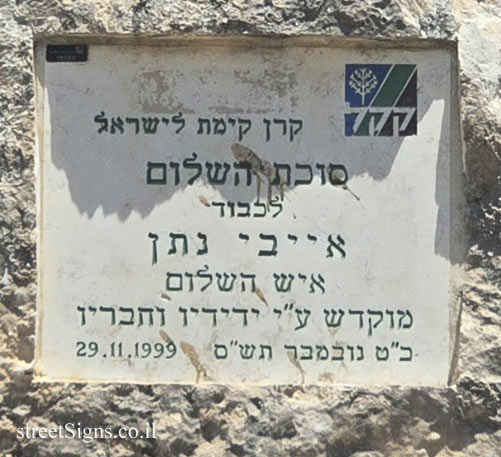 קק"ל
קרן קימת לישראל
סוכת השלום
לכבוד
אייבי נתן
איש השלום
מוקדש ע"י ידידיו וחבריו
כ"ט נובמבר תש"ס 29.11.1999
streetSigns.co.il